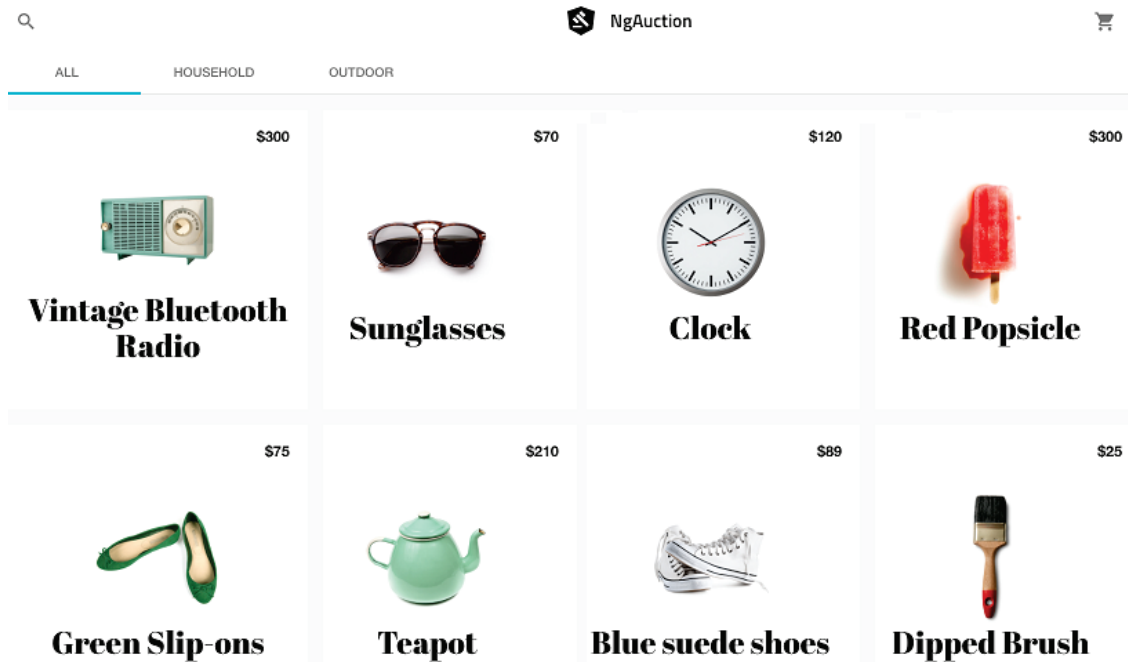 NgAuction
ALL HOUSEHOLD OUTDOOR
$300 $70 $120 $300
Vintage Bluetooth
Radio
Sunglasses
Clock
Red Popsicle
$75 $210 $89 $25
Green Slip-ons
Teapot
Blue suede shoes
Dipped Brush